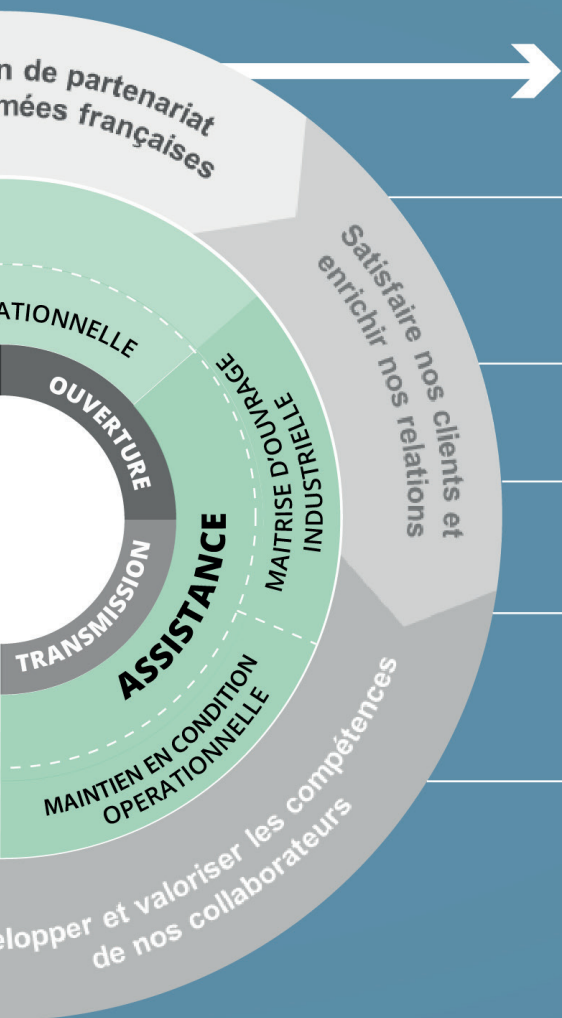 n de partenariat
mées françaises
Satisfaire nos clients et
enrichir nos relations
ATIONNELLE
MAITRISE D'OUVRAGE
INDUSTRIELLE
OUVERTURE
TRANSMISSION
ASSISTANCE
MAINTIEN EN CONDITION
OPERATIONNELLE
elopper et valoriser les compétences
de nos collaborateurs